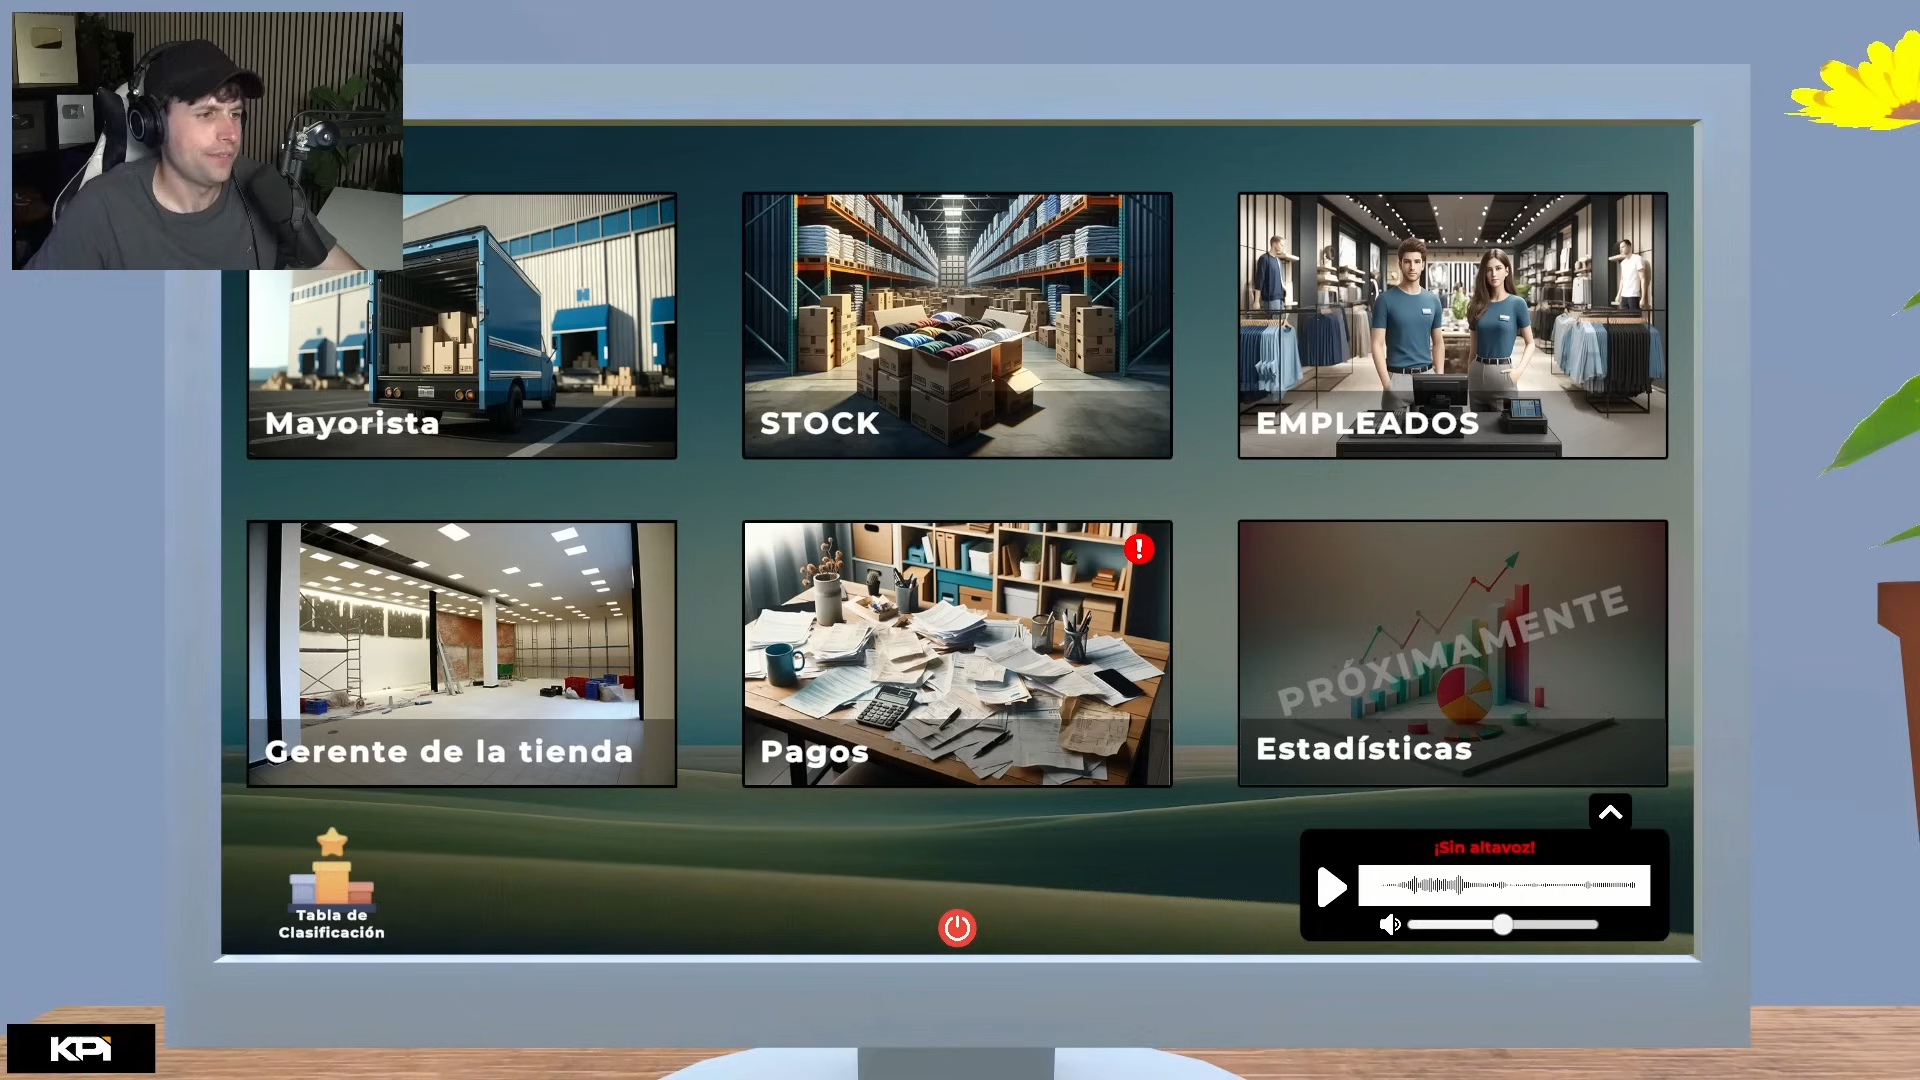 Mayorista
STOCK
EMPLEADOS
Gerente de la tienda
!
Pagos
PRÓXIMAMENTE
Estadísticas
Tabla de
Clasificación
¡Sin altavoz!
KPi